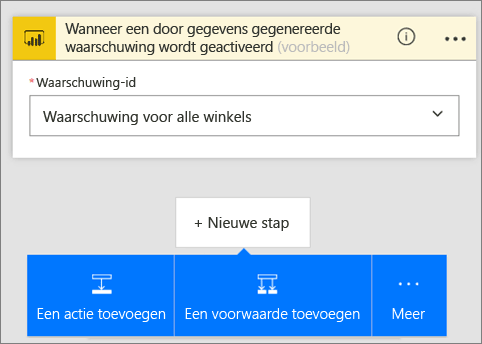 Wanneer een door gegevens gegenereerde
waarschuwing wordt geactiveerd (voorbeeld)
*Waarschuwing-id
Waarschuwing voor alle winkels
+ Nieuwe stap
Een actie toevoegen
Een voorwaarde toevoegen
Meer